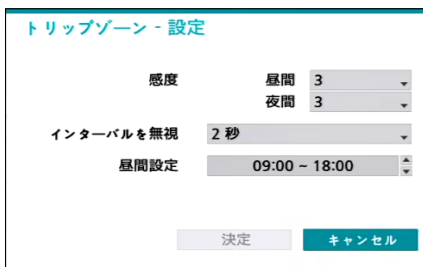 トリップゾーン - 設定
感度 昼間 3
夜間 3
インターバルを無視 2 秒
昼間設定 09:00 ~ 18:00
決定 キャンセル